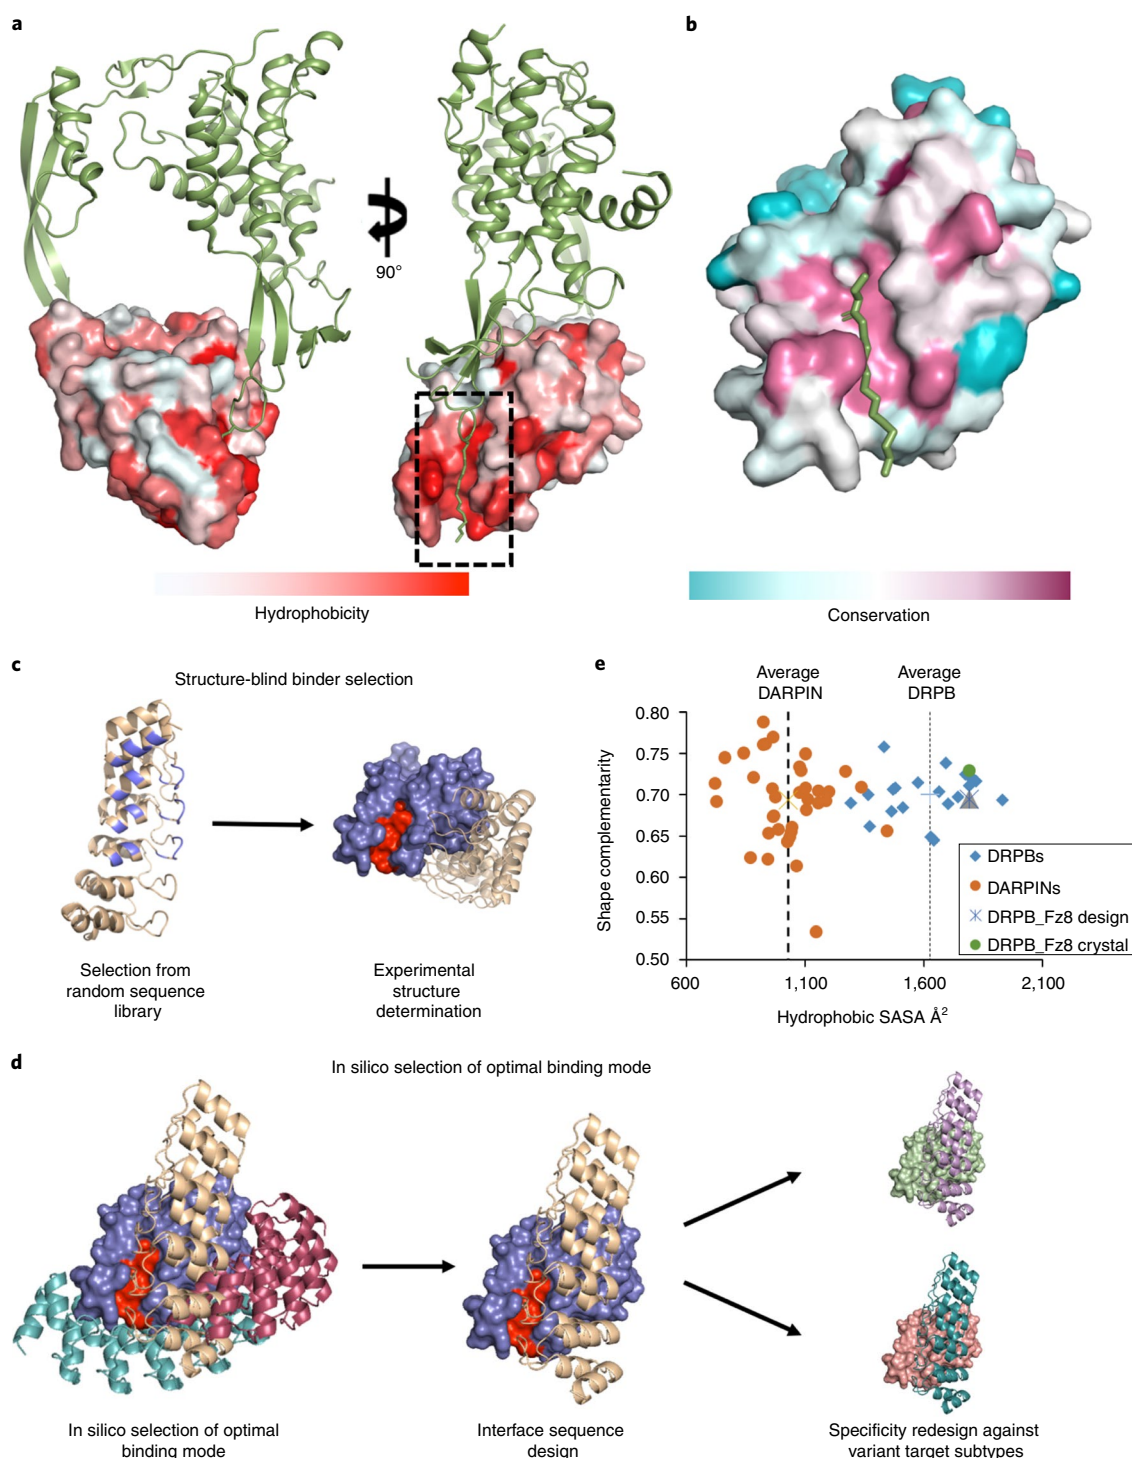 a
b
90°
Hydrophobicity
Conservation
c
Structure-blind binder selection
Selection from
random sequence
library
Experimental
structure
determination
e
Average
DARPIN
Average
DRPB
Shape complementarity
0.80
0.75
0.70
0.65
0.60
0.55
0.50
600
1,100
1,600
2,100
Hydrophobic SASA Å²
DRPBs
DARPINs
DRPB_Fz8 design
DRPB_Fz8 crystal
d
In silico selection of optimal binding mode
In silico selection of optimal
binding mode
Interface sequence
design
Specificity redesign against
variant target subtypes